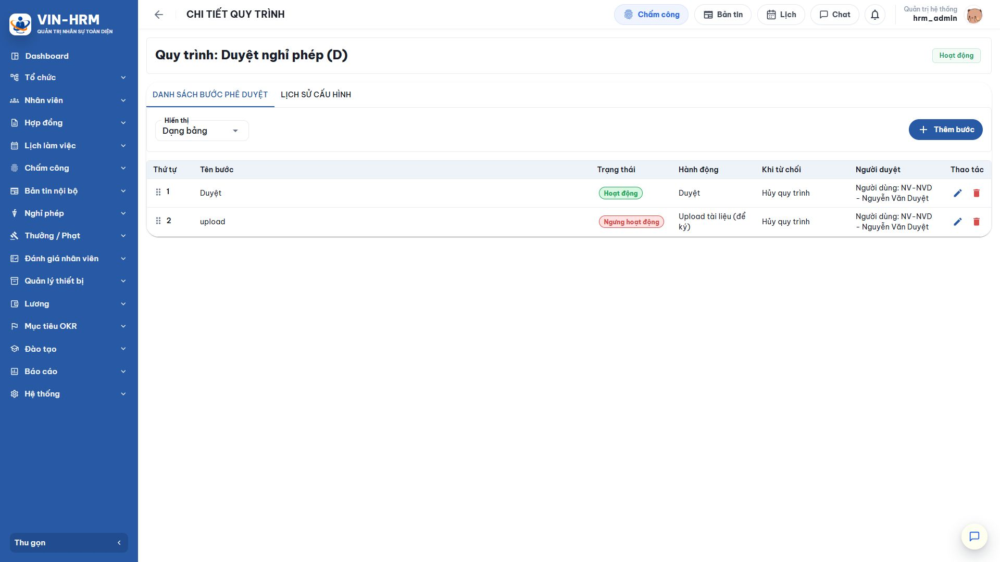 VIN-HRM
QUẢN TRỊ NHÂN SỰ TOÀN DIỆN
Dashboard
Tổ chức
Nhân viên
Hợp đồng
Lịch làm việc
Chấm công
Bản tin nội bộ
Nghỉ phép
Thưởng / Phạt
Đánh giá nhân viên
Quản lý thiết bị
Lương
Mục tiêu OKR
Đào tạo
Báo cáo
Hệ thống
Thu gọn
CHI TIẾT QUY TRÌNH
Chấm công
Bản tin
Lịch
Chat
Quản trị hệ thống
hrm_admin
Quy trình: Duyệt nghỉ phép (D)
Hoạt động
DANH SÁCH BƯỚC PHÊ DUYỆT
LỊCH SỬ CẤU HÌNH
Hiển thị
Dạng bảng
Thêm bước
Thứ tự Tên bước Trạng thái Hành động Khi từ chối Người duyệt Thao tác
1 Duyệt Hoạt động Duyệt Hủy quy trình Người dùng: NV-NVD
- Nguyễn Văn Duyệt
2 upload Ngưng hoạt động Upload tài liệu (để Hủy quy trình Người dùng: NV-NVD
ký) - Nguyễn Văn Duyệt